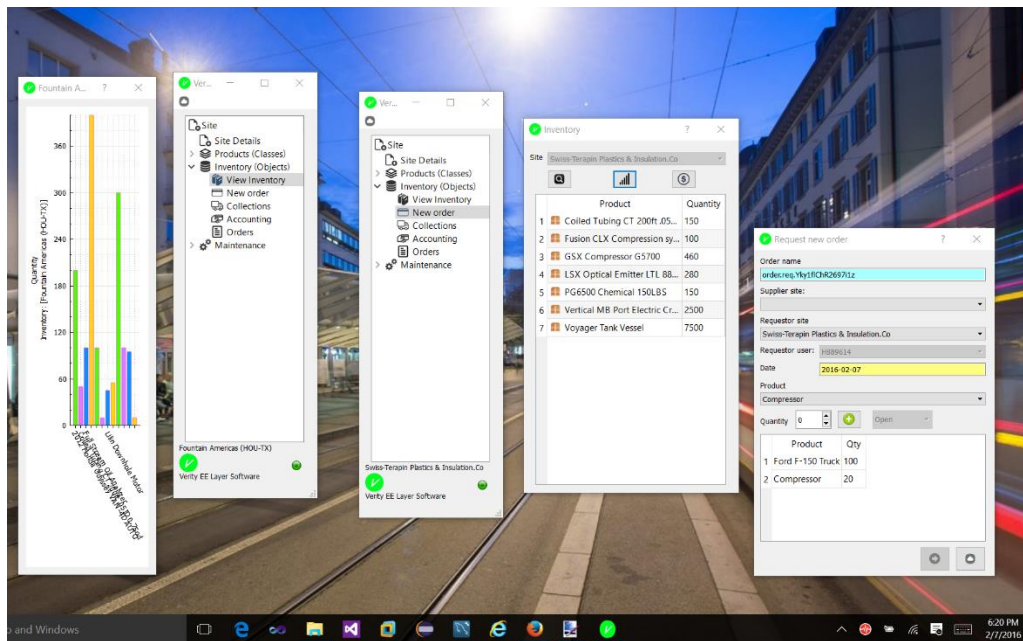 Fountain A...
?
360
300
240
180
120
60
0
Quantity
Inventory: [Fountain Americas (HOU-TX)]
Likn Downhole Motor
Ver...
Site
Site Details
Products (Classes)
Inventory (Objects)
View Inventory
New order
Collections
Accounting
Orders
Maintenance
Fountain Americas (HOU-TX)
Verity EE Layer Software
Ver...
Site
Site Details
Products (Classes)
Inventory (Objects)
View Inventory
New order
Collections
Accounting
Orders
Maintenance
Swiss-Terapin Plastics & Insulation.Co
Verity EE Layer Software
Inventory ?
Site Swiss-Terapin Plastics & Insulation.Co
Product Quantity
1 Coiled Tubing CT 200ft .05... 150
2 Fusion CLX Compression sy... 100
3 GSX Compressor G5700 460
4 LSX Optical Emitter LTL 88... 280
5 PG6500 Chemical 150LBS 150
6 Vertical MB Port Electric Cr... 2500
7 Voyager Tank Vessel 7500
Request new order ?
Order name
Supplier site:
Requestor site
Swiss-Terapin Plastics & Insulation.Co
Requestor user: HB89614
Date 2016-02-07
Product
Compressor
Quantity 0 Open
Product Qty
1 Ford F-150 Truck 100
2 Compressor 20
and Windows
6:20 PM
2/7/2016